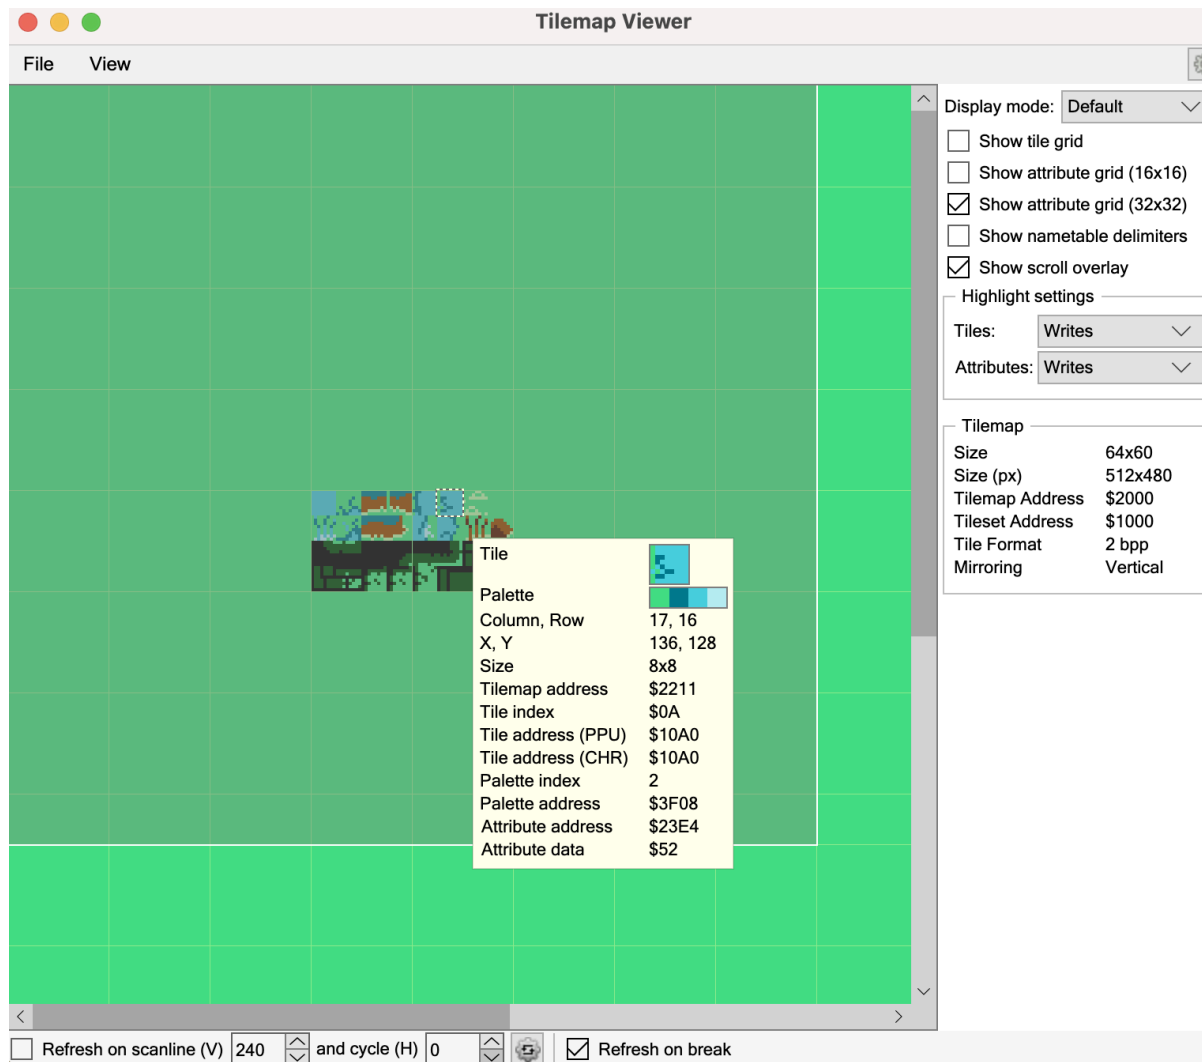 Tilemap Viewer
File View
Display mode: Default
Show tile grid
Show attribute grid (16x16)
Show attribute grid (32x32)
Show nametable delimiters
Show scroll overlay
Highlight settings
Tiles: Writes
Attributes: Writes
Tilemap
Size 64x60
Size (px) 512x480
Tilemap Address $2000
Tileset Address $1000
Tile Format 2 bpp
Mirroring Vertical
Tile
Palette
Column, Row 17, 16
X, Y 136, 128
Size 8x8
Tilemap address $2211
Tile index $0A
Tile address (PPU) $10A0
Tile address (CHR) $10A0
Palette index 2
Palette address $3F08
Attribute address $23E4
Attribute data $52
Refresh on scanline (V) 240 and cycle (H) 0 Refresh on break